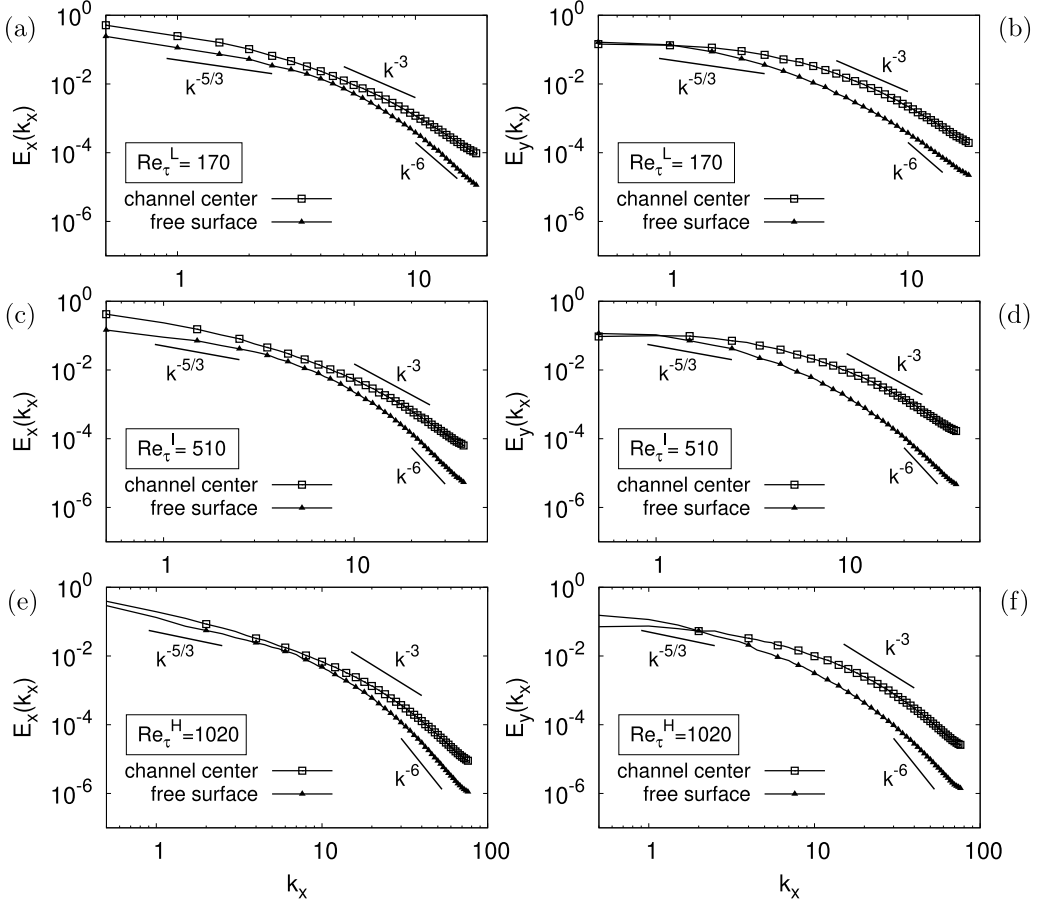 (a)
10^0
10^-2
10^-4
10^-6
E_x(k_x)
k^-5/3
k^-3
k^-6
Re_τ^L = 170
channel center
free surface
1 10
(b)
10^0
10^-2
10^-4
10^-6
E_y(k_x)
k^-5/3
k^-3
k^-6
Re_τ^L = 170
channel center
free surface
1 10
(c)
10^0
10^-2
10^-4
10^-6
E_x(k_x)
k^-5/3
k^-3
k^-6
Re_τ^I = 510
channel center
free surface
1 10
(d)
10^0
10^-2
10^-4
10^-6
E_y(k_x)
k^-5/3
k^-3
k^-6
Re_τ^I = 510
channel center
free surface
1 10
(e)
10^0
10^-2
10^-4
10^-6
E_x(k_x)
k^-5/3
k^-3
k^-6
Re_τ^H=1020
channel center
free surface
1 10 100
k_x
(f)
10^0
10^-2
10^-4
10^-6
E_y(k_x)
k^-5/3
k^-3
k^-6
Re_τ^H=1020
channel center
free surface
1 10 100
k_x